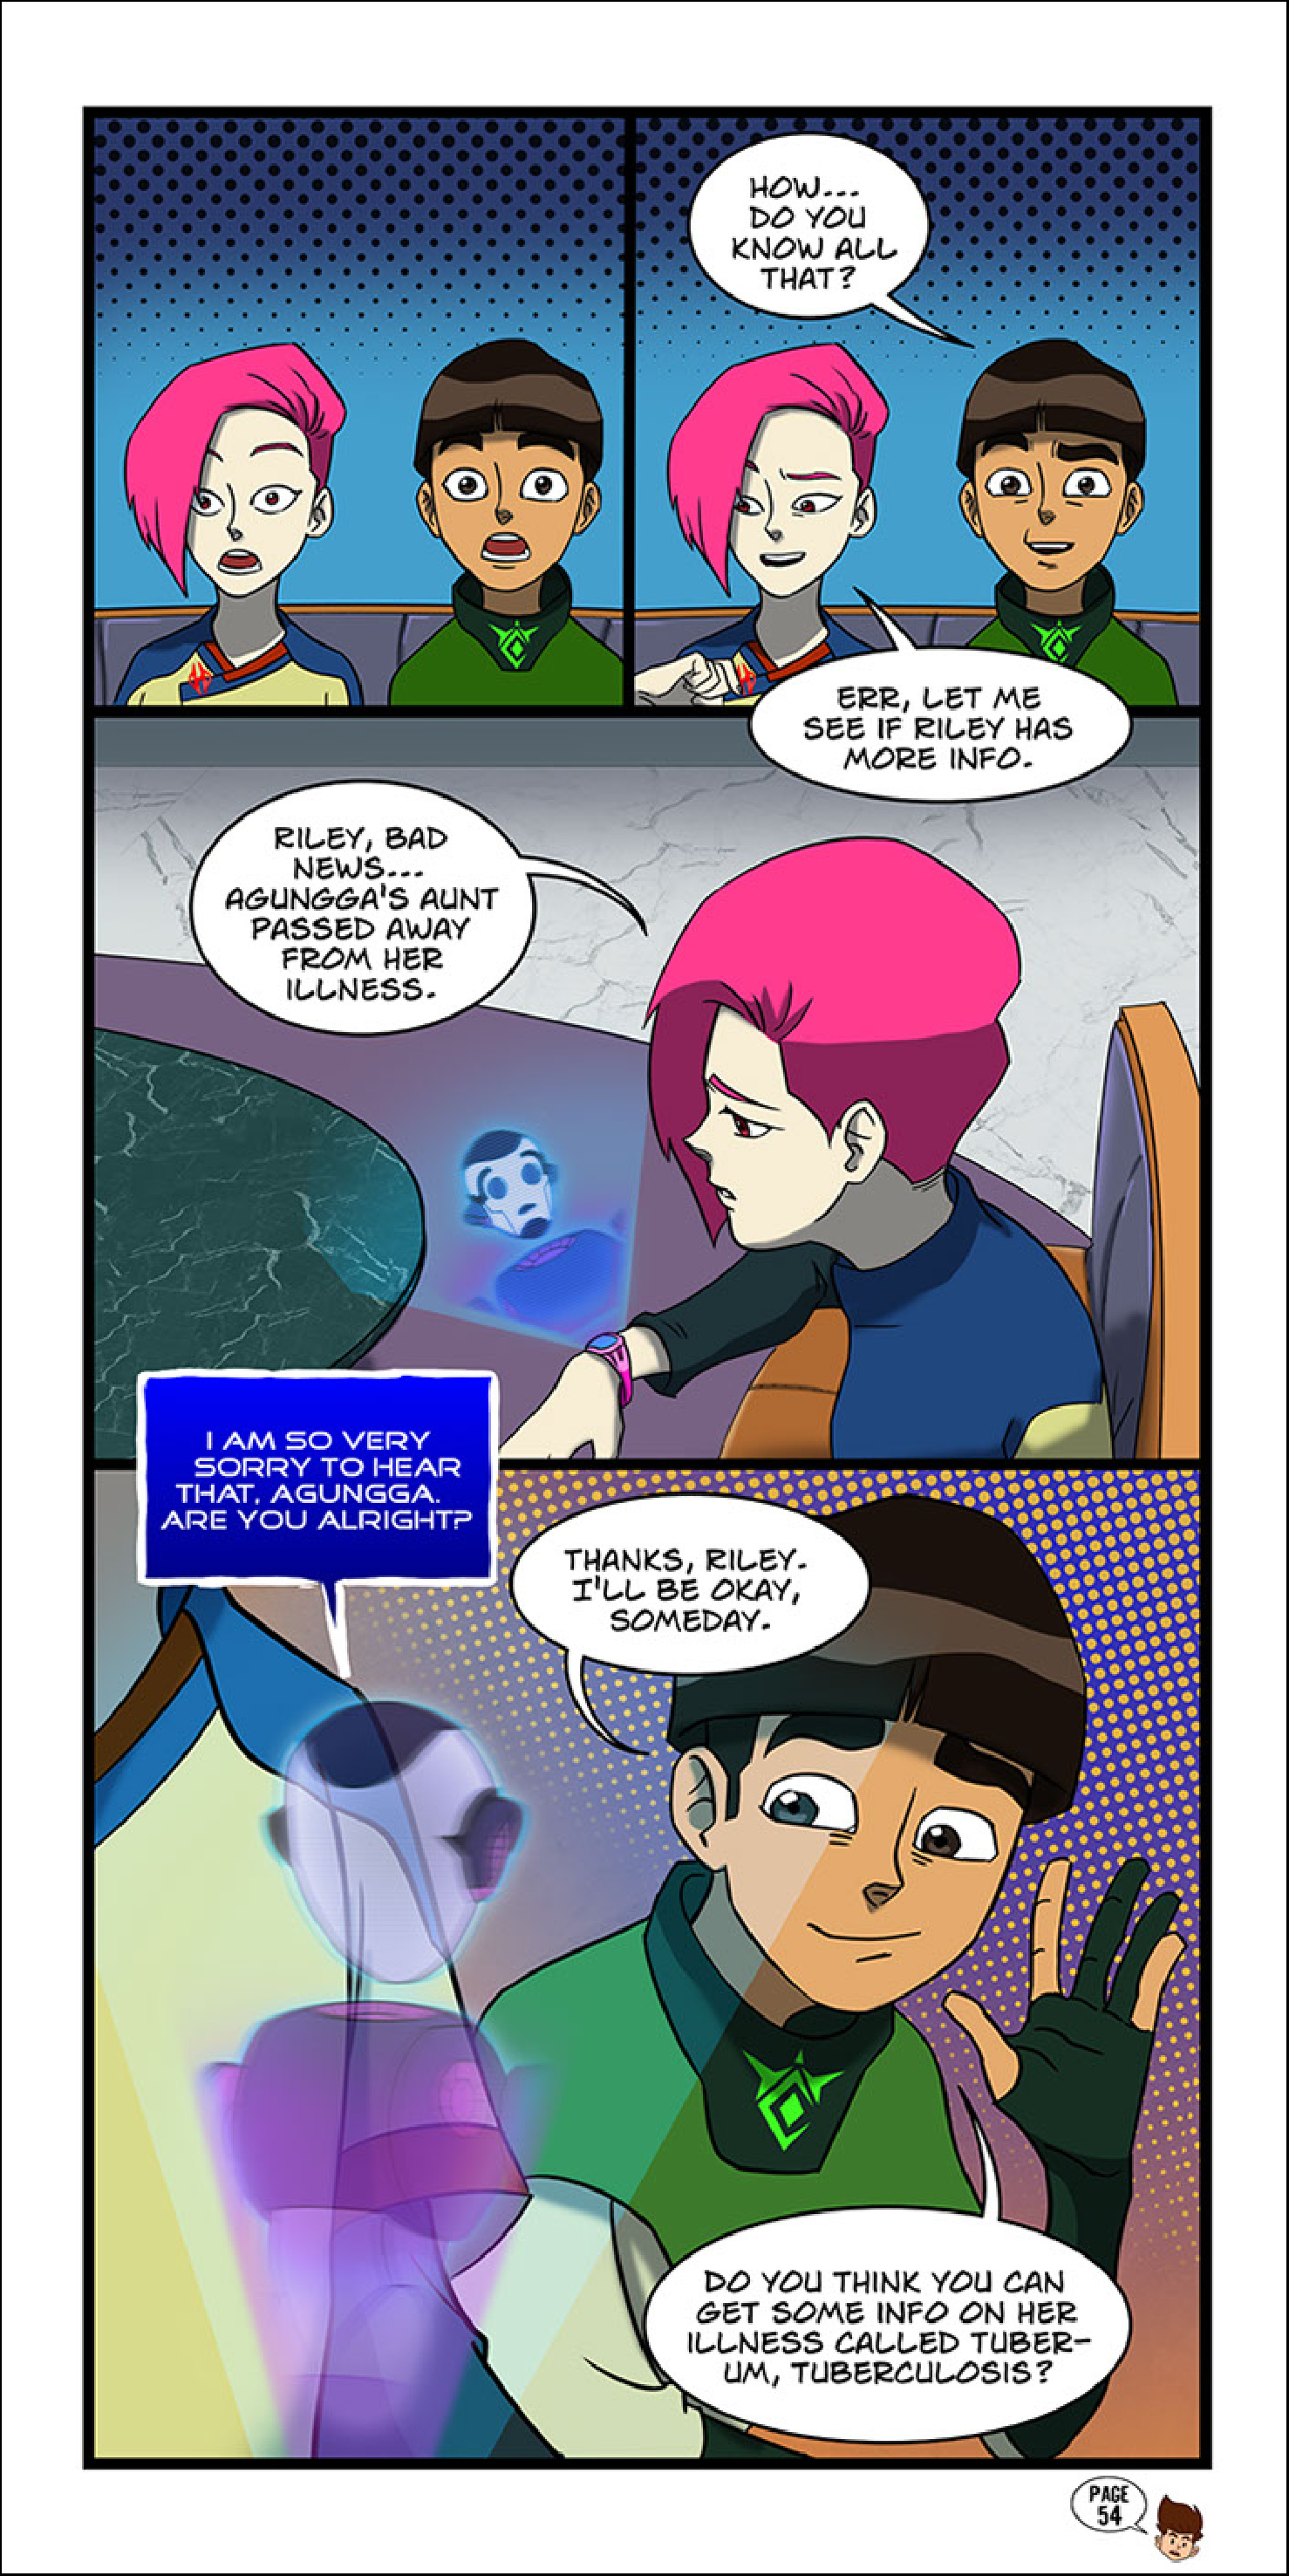 HOW...
DO YOU
KNOW ALL
THAT?
ERR, LET ME
SEE IF RILEY HAS
MORE INFO.
RILEY, BAD
NEWS...
AGUNGGA'S AUNT
PASSED AWAY
FROM HER
ILLNESS.
I AM SO VERY
SORRY TO HEAR
THAT, AGUNGGA.
ARE YOU ALRIGHT?
THANKS, RILEY.
I'LL BE OKAY,
SOMEDAY.
DO YOU THINK YOU CAN
GET SOME INFO ON HER
ILLNESS CALLED TUBER-
UM, TUBERCULOSIS?
PAGE
54